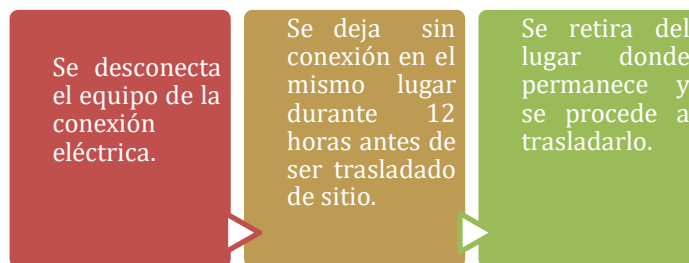 Se desconecta
el equipo de la
conexión
eléctrica.
Se deja sin
conexión en el
mismo lugar
durante 12
horas antes de
ser trasladado
de sitio.
Se retira del
lugar donde
permanece y
se procede a
trasladarlo.